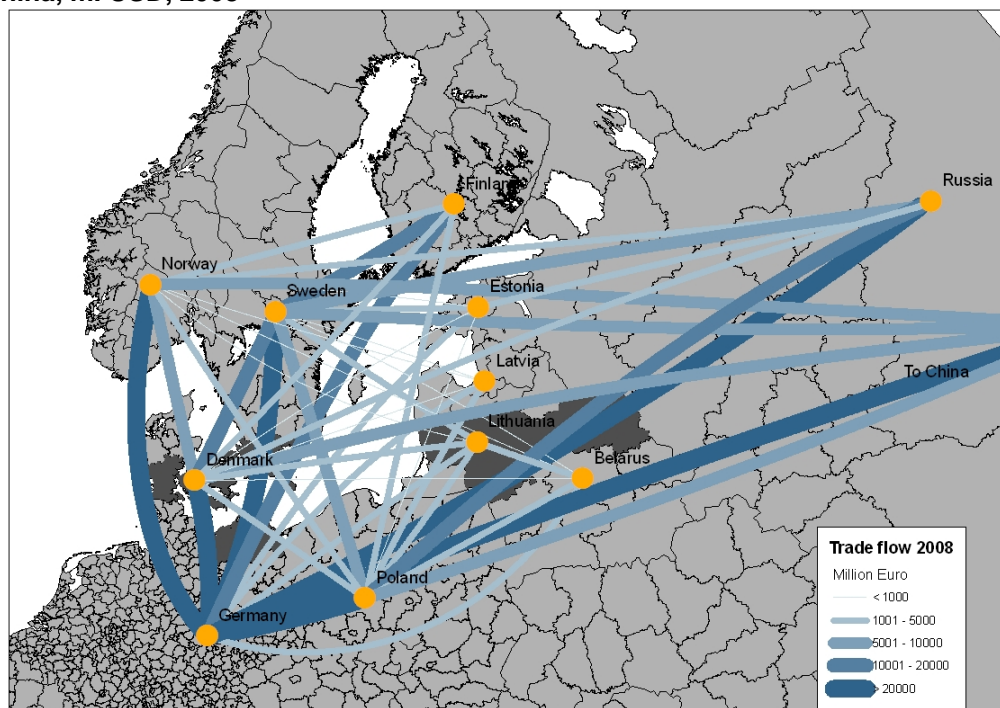 Finland
Russia
Norway
Sweden
Estonia
Latvia
To China
Lithuania
Denmark
Belarus
Poland
Germany
Trade flow 2008
Million Euro
< 1000
1001 - 5000
5001 - 10000
10001 - 20000
> 20000